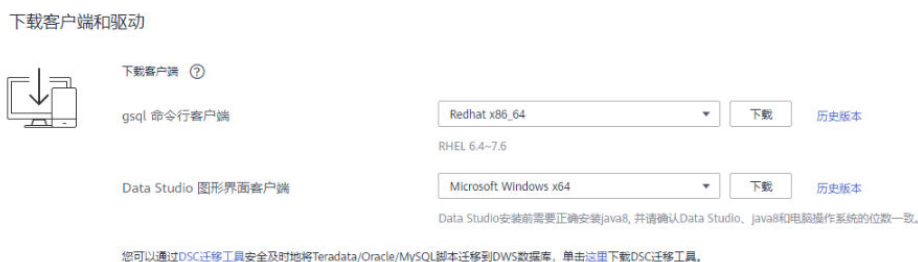 下载客户端和驱动
下载客户端 ?
gsql 命令行客户端 Redhat x86_64 下载 历史版本
RHEL 6.4~7.6
Data Studio 图形界面客户端 Microsoft Windows x64 下载 历史版本
Data Studio安装前需要正确安装java8, 并请确认Data Studio、java8和电脑操作系统的位数一致。
您可以通过DSC迁移工具安全及时地将Teradata/Oracle/MySQL脚本迁移到DWS数据库，单击这里下载DSC迁移工具。